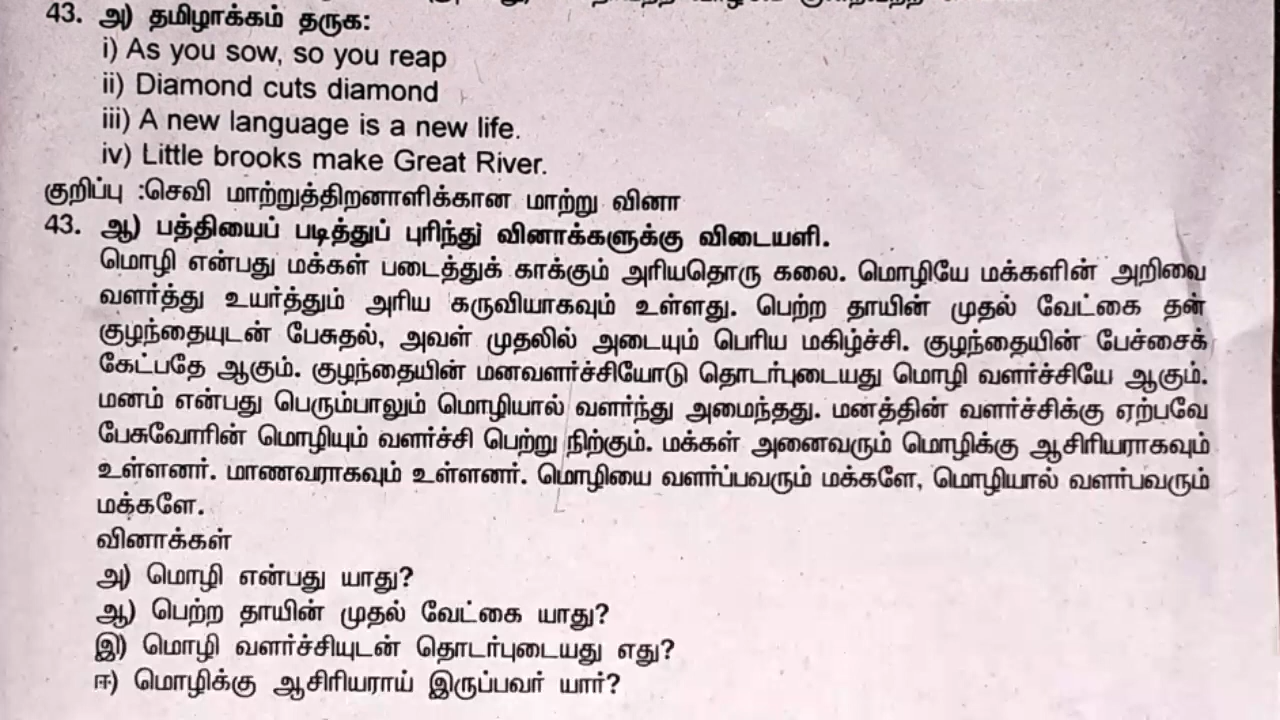 43. அ) தமிழாக்கம் தருக:
i) As you sow, so you reap
ii) Diamond cuts diamond
iii) A new language is a new life.
iv) Little brooks make Great River.
குறிப்பு :செவி மாற்றுத்திறனாளிக்கான மாற்று வினா
43. ஆ) பத்தியைப் படித்துப் புரிந்து வினாக்களுக்கு விடையளி.
மொழி என்பது மக்கள் படைத்துக் காக்கும் அரியதொரு கலை. மொழியே மக்களின் அறிவை
வளர்த்து உயர்த்தும் அரிய கருவியாகவும் உள்ளது. பெற்ற தாயின் முதல் வேட்கை தன்
குழந்தையுடன் பேசுதல், அவள் முதலில் அடையும் பெரிய மகிழ்ச்சி. குழந்தையின் பேச்சைக்
கேட்பதே ஆகும். குழந்தையின் மனவளர்ச்சியோடு தொடர்புடையது மொழி வளர்ச்சியே ஆகும்.
மனம் என்பது பெரும்பாலும் மொழியால் வளர்ந்து அமைந்தது. மனத்தின் வளர்ச்சிக்கு ஏற்பவே
பேசுவோரின் மொழியும் வளர்ச்சி பெற்று நிற்கும். மக்கள் அனைவரும் மொழிக்கு ஆசிரியராகவும்
உள்ளனர். மாணவராகவும் உள்ளனர். மொழியை வளர்ப்பவரும் மக்களே, மொழியால் வளர்பவரும்
மக்களே.
வினாக்கள்
அ) மொழி என்பது யாது?
ஆ) பெற்ற தாயின் முதல் வேட்கை யாது?
இ) மொழி வளர்ச்சியுடன் தொடர்புடையது எது?
ஈ) மொழிக்கு ஆசிரியராய் இருப்பவர் யார்?